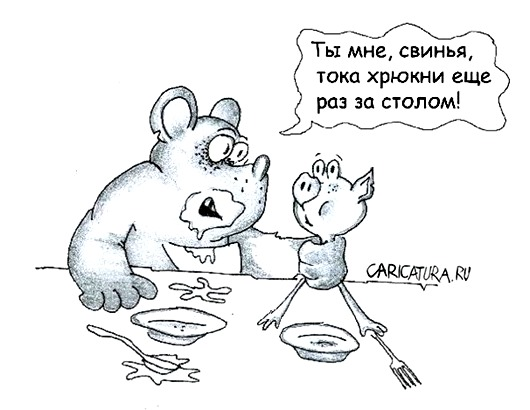 Ты мне, свинья,
тока хрюкни еще
раз за столом!
CARICATURA.RU